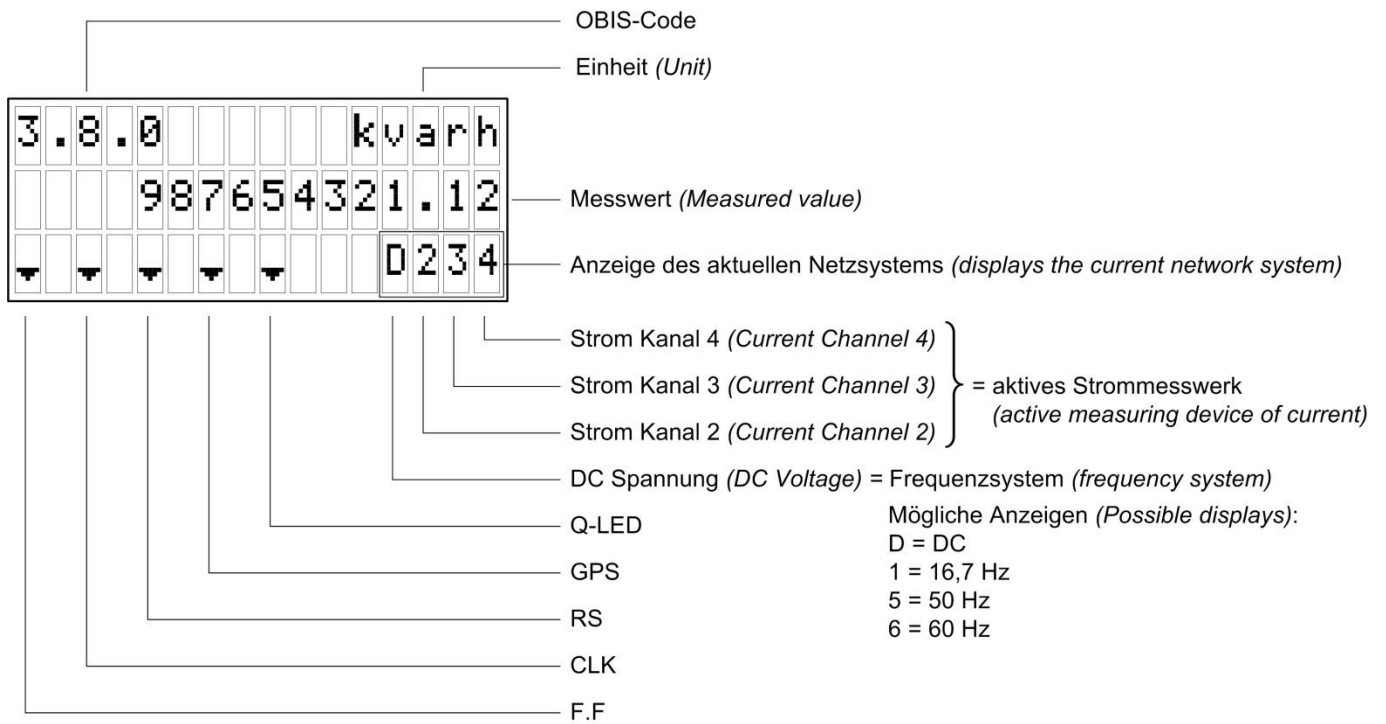 OBIS-Code
Einheit (Unit)
3.8.0 kvarh
987654321.12
Messwert (Measured value)
D234
Anzeige des aktuellen Netzsystems (displays the current network system)
Strom Kanal 4 (Current Channel 4)
Strom Kanal 3 (Current Channel 3)
= aktives Strommesswerk
(active measuring device of current)
Strom Kanal 2 (Current Channel 2)
DC Spannung (DC Voltage) = Frequenzsystem (frequency system)
Mögliche Anzeigen (Possible displays):
D = DC
1 = 16,7 Hz
5 = 50 Hz
6 = 60 Hz
Q-LED
GPS
RS
CLK
F.F